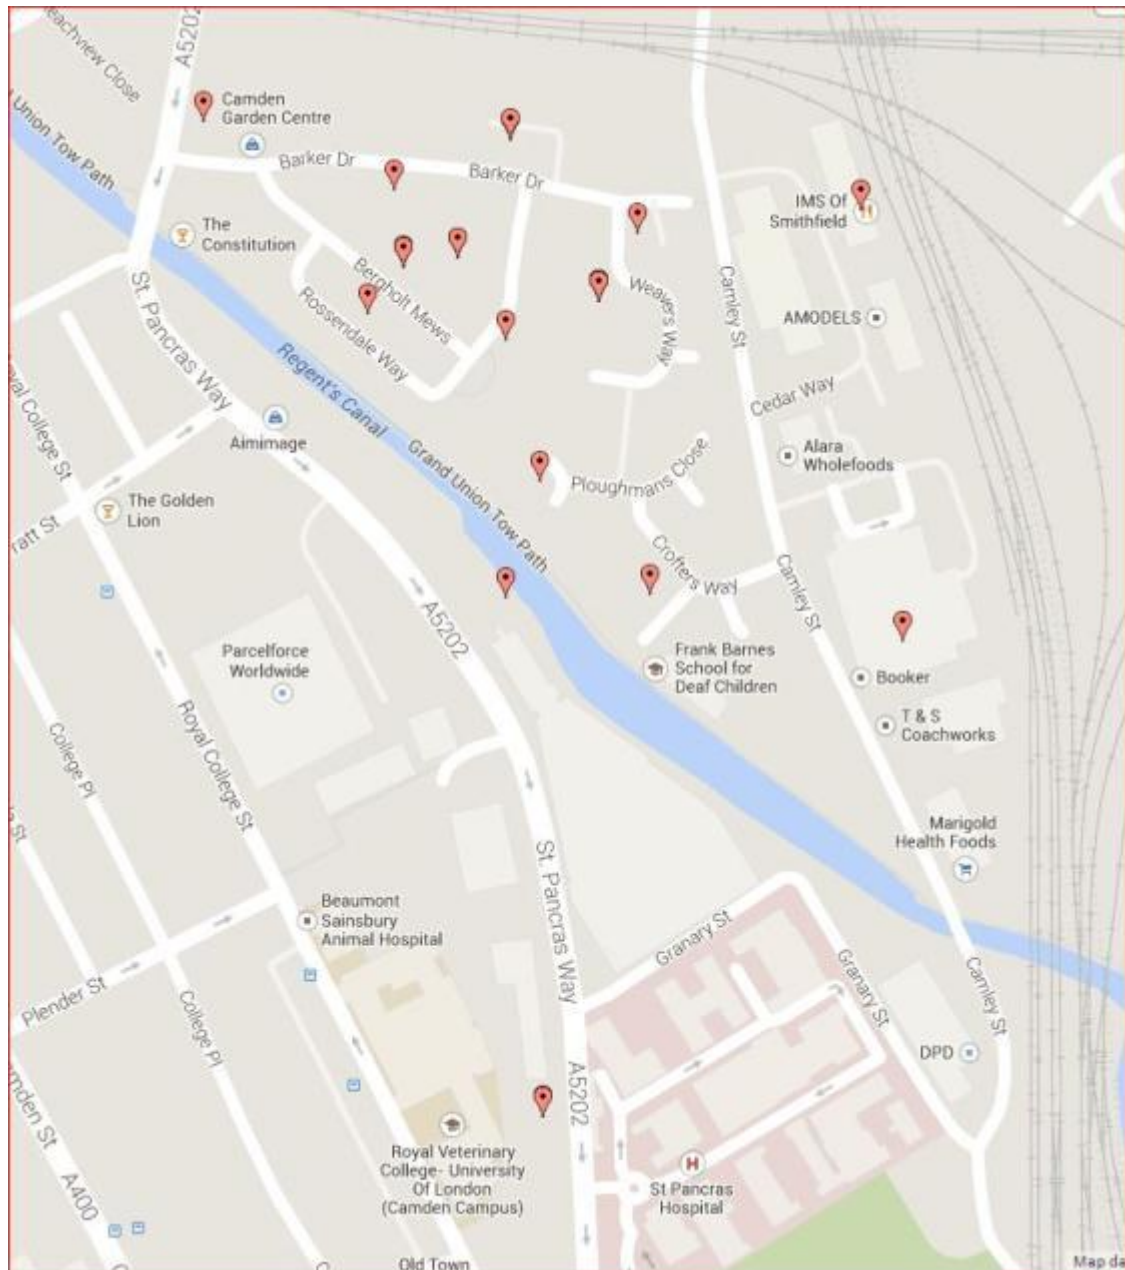 eachview Close
A5202
Union Tow Path
Camden
Garden Centre
Barker Dr
Barker Dr
IMS Of
Smithfield
The
Constitution
Bergholt Mews
Rossendale Way
Weavers Way
Camley St
AMODELS
St. Pancras Way
Regent's Canal
Cedar Way
yal College St
Aimimage
Grand Union Tow Path
Ploughmans Close
Alara
Wholefoods
The Golden
Lion
ratt St
Crofters Way
Camley St
A5202
Parcelforce
Worldwide
Frank Barnes
School for
Deaf Children
Booker
T & S
Coachworks
College Pl
Royal College St
St
Marigold
Health Foods
St. Pancras Way
Beaumont
Sainsbury
Animal Hospital
Granary St
Granary St
Camley St
Plender St
College Pl
DPD
A5202
mden St
A400
Royal Veterinary
College- University
Of London
(Camden Campus)
H
St Pancras
Hospital
Old Town
Map da